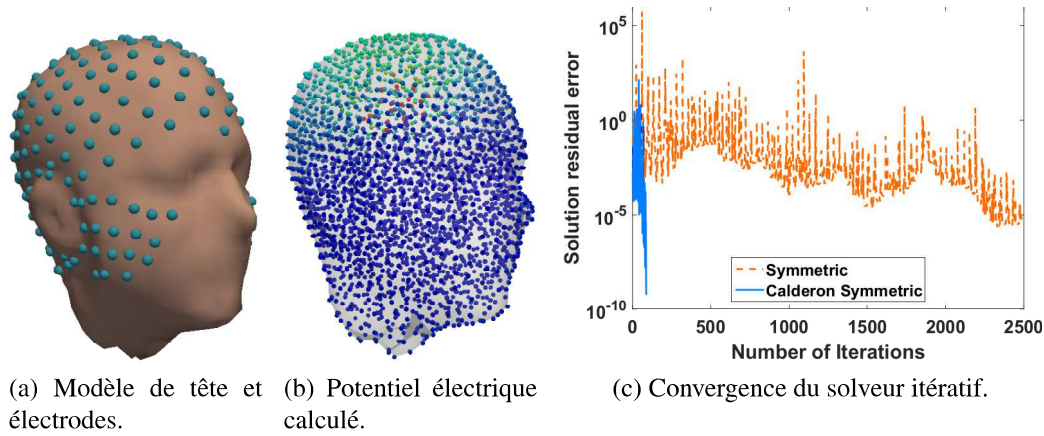 10^5
10^0
10^-5
10^-10
Solution residual error
Symmetric
Calderon Symmetric
0 500 1000 1500 2000 2500
Number of Iterations
(a) Modèle de tête et
électrodes.
(b) Potentiel électrique
calculé.
(c) Convergence du solveur itératif.